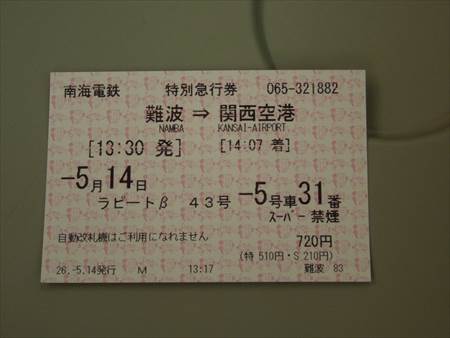 南海電鉄 特別急行券 065-321882
難波 ⇒ 関西空港
NAMBA KANSAI-AIRPORT
[13:30 発] [14:07 着]
-5月14日 -5号車31番
ラピートβ 43号 スーパー 禁煙
自動改札機はご利用になれません 720円
(特 510円・S 210円)
26.-5.14発行 M 13:17 難波 83